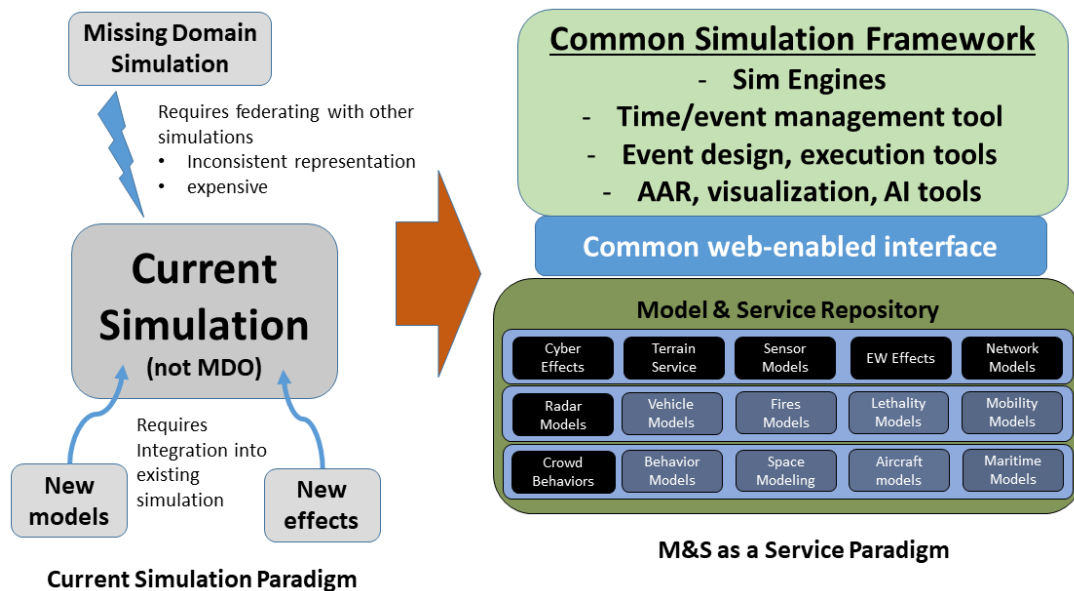 Missing Domain
Simulation
Requires federating with other
simulations
• Inconsistent representation
• expensive
Current
Simulation
(not MDO)
Requires
Integration into
existing
simulation
New
models
New
effects
Current Simulation Paradigm
Common Simulation Framework
- Sim Engines
- Time/event management tool
- Event design, execution tools
- AAR, visualization, AI tools
Common web-enabled interface
Model & Service Repository
Cyber
Effects
Terrain
Service
Sensor
Models
EW Effects
Network
Models
Radar
Models
Vehicle
Models
Fires
Models
Lethality
Models
Mobility
Models
Crowd
Behaviors
Behavior
Models
Space
Modeling
Aircraft
models
Maritime
Models
M&S as a Service Paradigm